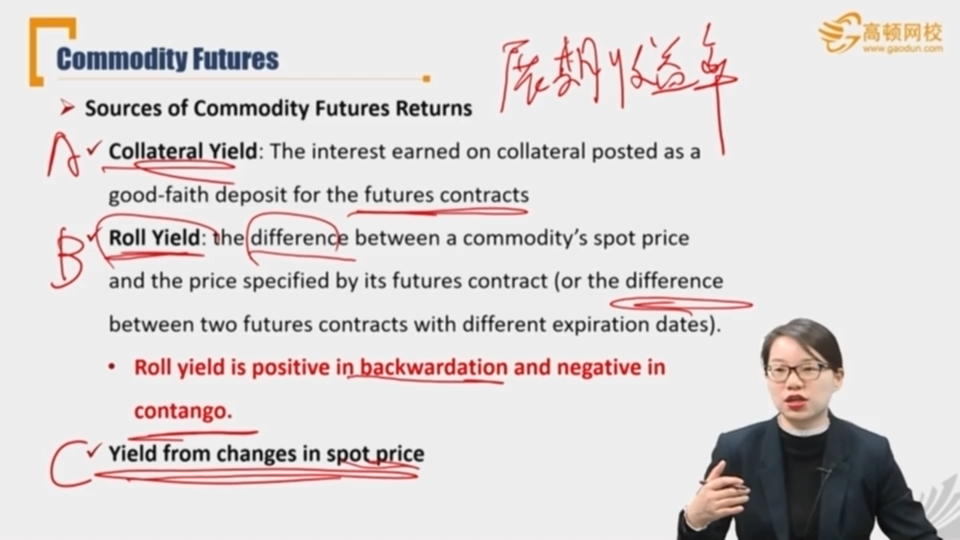 Commodity Futures
展期收益率
高顿网校
www.gaodun.com
➤ Sources of Commodity Futures Returns
A ✓ Collateral Yield: The interest earned on collateral posted as a
good-faith deposit for the futures contracts
B ✓ Roll Yield: the difference between a commodity's spot price
and the price specified by its futures contract (or the difference
between two futures contracts with different expiration dates).
• Roll yield is positive in backwardation and negative in
contango.
C ✓ Yield from changes in spot price